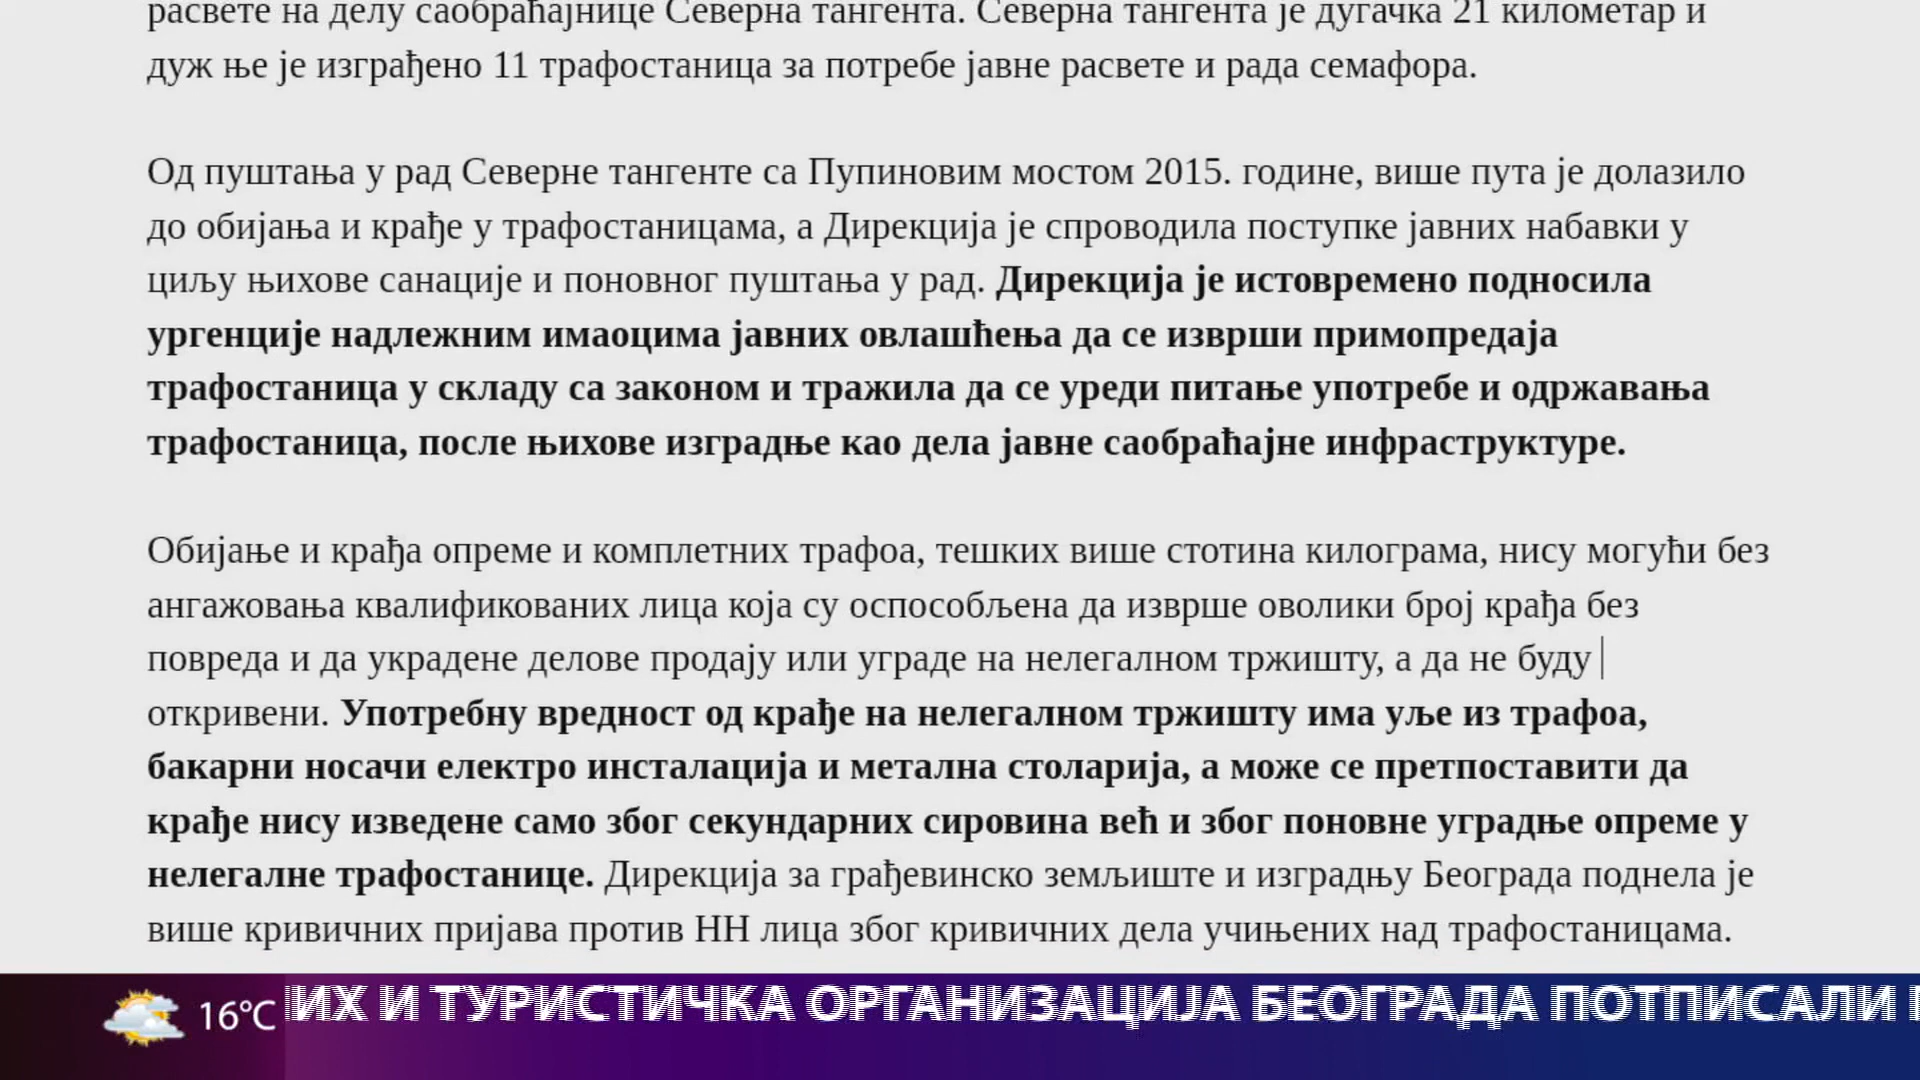 расвете на делу саобраћајнице Северна тангента. Северна тангента је дугачка 21 километар и
дуж ње је изграђено 11 трафостаница за потребе јавне расвете и рада семафора.
Од пуштања у рад Северне тангенте са Пупиновим мостом 2015. године, више пута је долазило
до обијања и крађе у трафостаницама, а Дирекција је спроводила поступке јавних набавки у
циљу њихове санације и поновног пуштања у рад. Дирекција је истовремено подносила
ургенције надлежним имаоцима јавних овлашћења да се изврши примопредаја
трафостаница у складу са законом и тражила да се уреди питање употребе и одржавања
трафостаница, после њихове изградње као дела јавне саобраћајне инфраструктуре.
Обијање и крађа опреме и комплетних трафоа, тешких више стотина килограма, нису могући без
ангажовања квалификованих лица која су оспособљена да изврше оволики број крађа без
повреда и да украдене делове продају или уграде на нелегалном тржишту, а да не буду
откривени. Употребну вредност од крађе на нелегалном тржишту има уље из трафоа,
бакарни носачи електро инсталација и метална столарија, а може се претпоставити да
крађе нису изведене само због секундарних сировина већ и због поновне уградње опреме у
нелегалне трафостанице. Дирекција за грађевинско земљиште и изградњу Београда поднела је
више кривичних пријава против НН лица због кривичних дела учињених над трафостаницама.
16°C ИХ И ТУРИСТИЧКА ОРГАНИЗАЦИЈА БЕОГРАДА ПОТПИСАЛИ